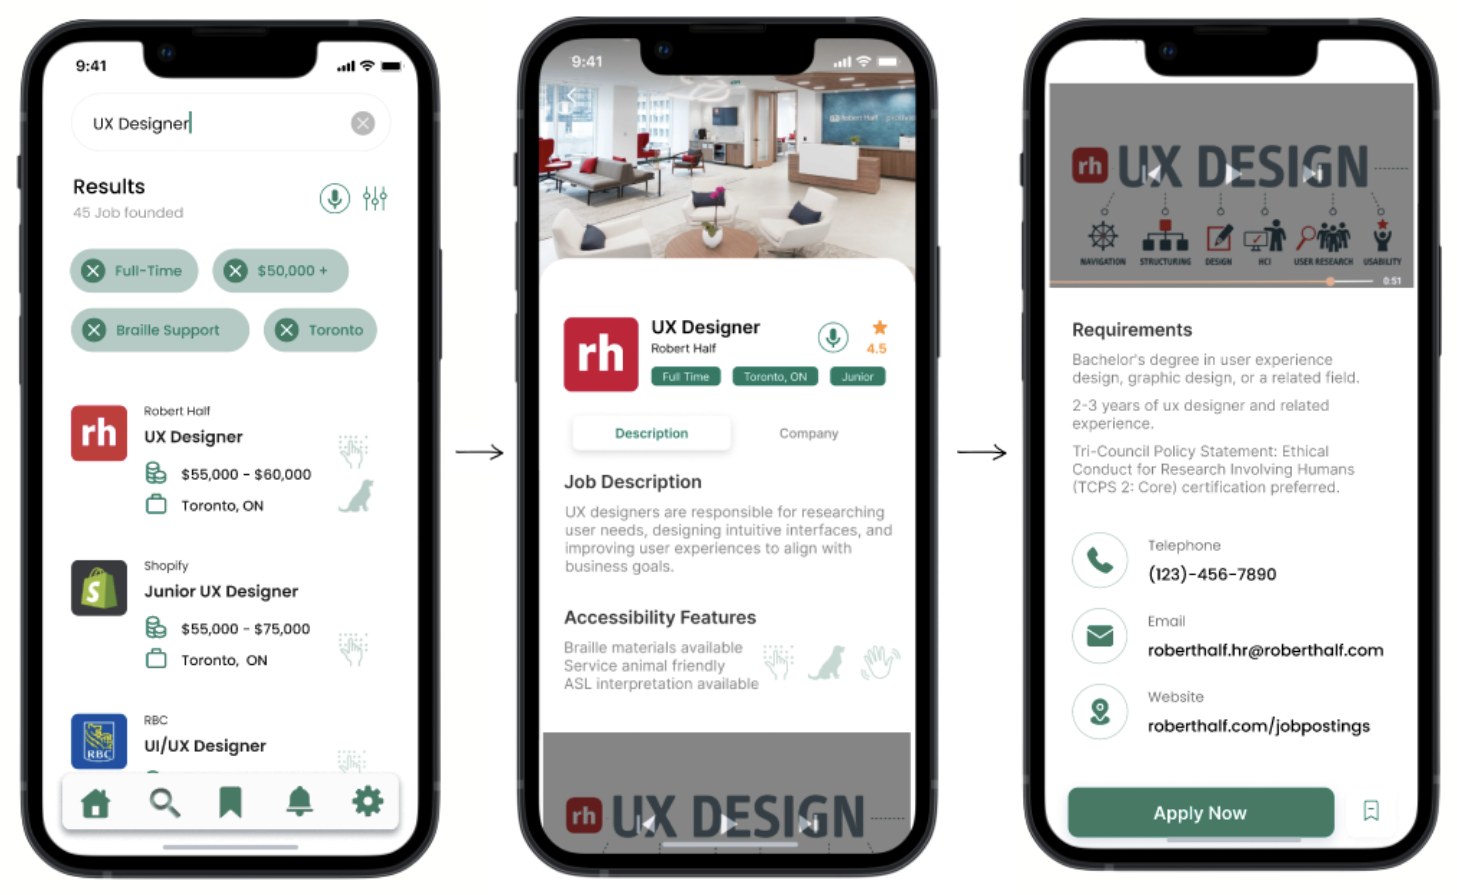 9:41
UX Designer
Results
45 Job founded
Full-Time
$50,000 +
Braille Support
Toronto
rh
Robert Half
UX Designer
$55,000 - $60,000
Toronto, ON
Shopify
Junior UX Designer
$55,000 - $75,000
Toronto, ON
RBC
RBC
UI/UX Designer
9:41
Robert Half
rh
UX Designer
Robert Half
4.5
Full Time
Toronto, ON
Junior
Description
Company
Job Description
UX designers are responsible for researching
user needs, designing intuitive interfaces, and
improving user experiences to align with
business goals.
Accessibility Features
Braille materials available
Service animal friendly
ASL interpretation available
rh UX DESIGN
rh UX DESIGN
NAVIGATION
STRUCTURING
DESIGN
HCI
USER RESEARCH
USABILITY
0:51
Requirements
Bachelor's degree in user experience
design, graphic design, or a related field.
2-3 years of ux designer and related
experience.
Tri-Council Policy Statement: Ethical
Conduct for Research Involving Humans
(TCPS 2: Core) certification preferred.
Telephone
(123)-456-7890
Email
roberthalf.hr@roberthalf.com
Website
roberthalf.com/jobpostings
Apply Now